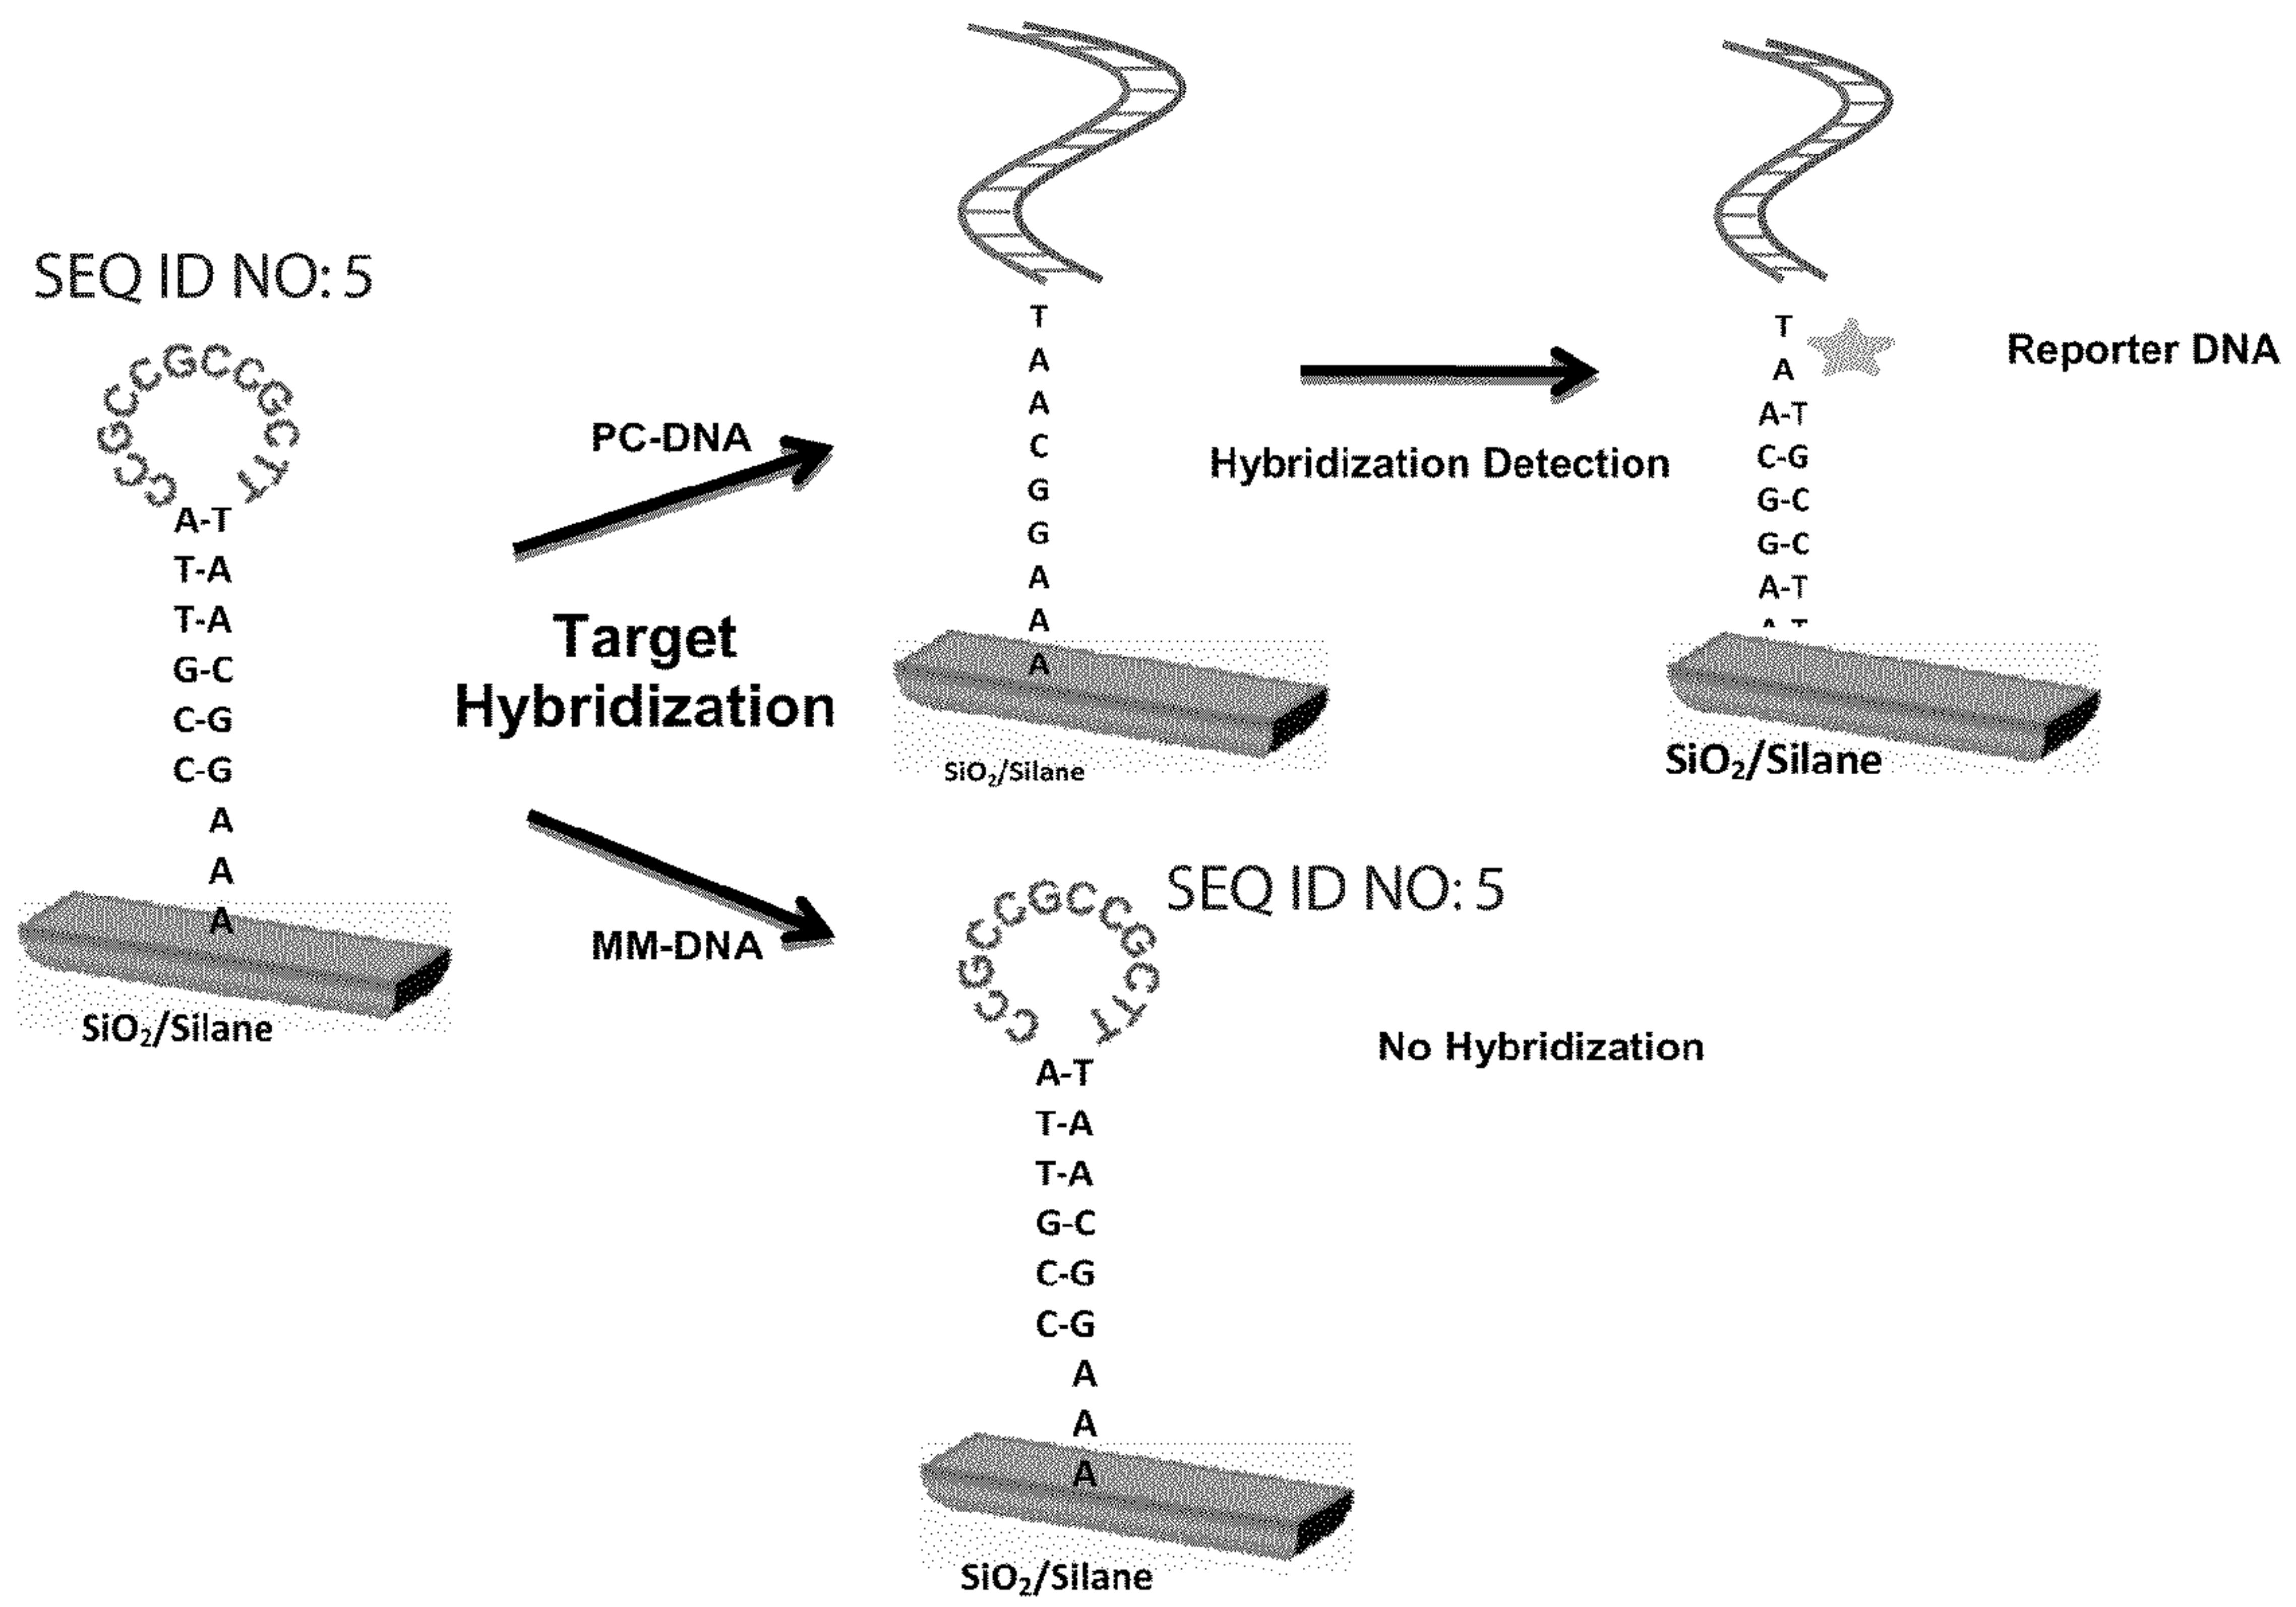 SEQ ID NO: 5
CCGCCGCCGCTT
A-T
T-A
T-A
G-C
C-G
C-G
A
A
A
SiO₂/Silane
PC-DNA
Target
Hybridization
MM-DNA
T
A
A
C
G
G
A
A
A
SiO₂/Silane
Hybridization Detection
T
A
A-T
C-G
G-C
G-C
A-T
A T
SiO₂/Silane
Reporter DNA
SEQ ID NO: 5
CCGCCGCCGCTT
A-T
T-A
T-A
G-C
C-G
C-G
A
A
A
SiO₂/Silane
No Hybridization